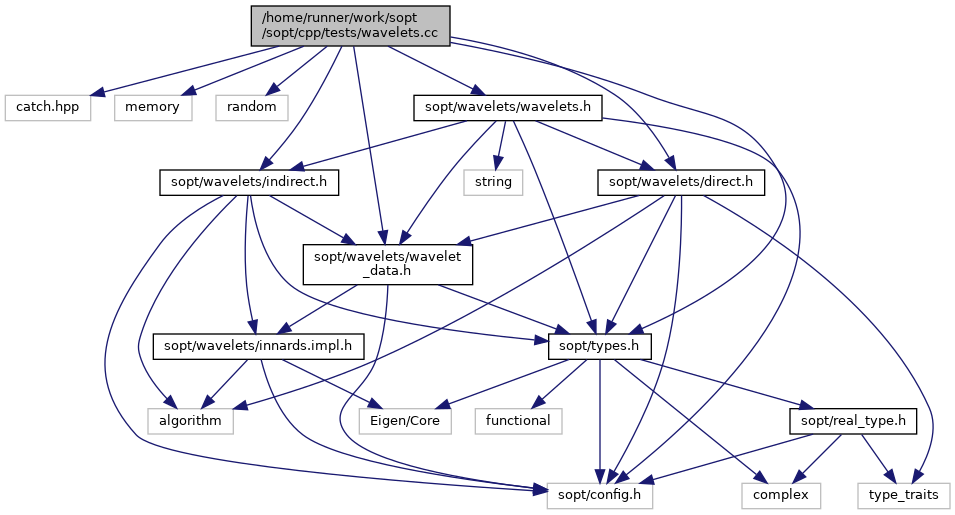 /home/runner/work/sopt
/sopt/cpp/tests/wavelets.cc
catch.hpp
memory
random
sopt/wavelets/wavelets.h
sopt/wavelets/indirect.h
string
sopt/wavelets/direct.h
sopt/wavelets/wavelet
_data.h
sopt/wavelets/innards.impl.h
sopt/types.h
algorithm
Eigen/Core
functional
sopt/real_type.h
sopt/config.h
complex
type_traits